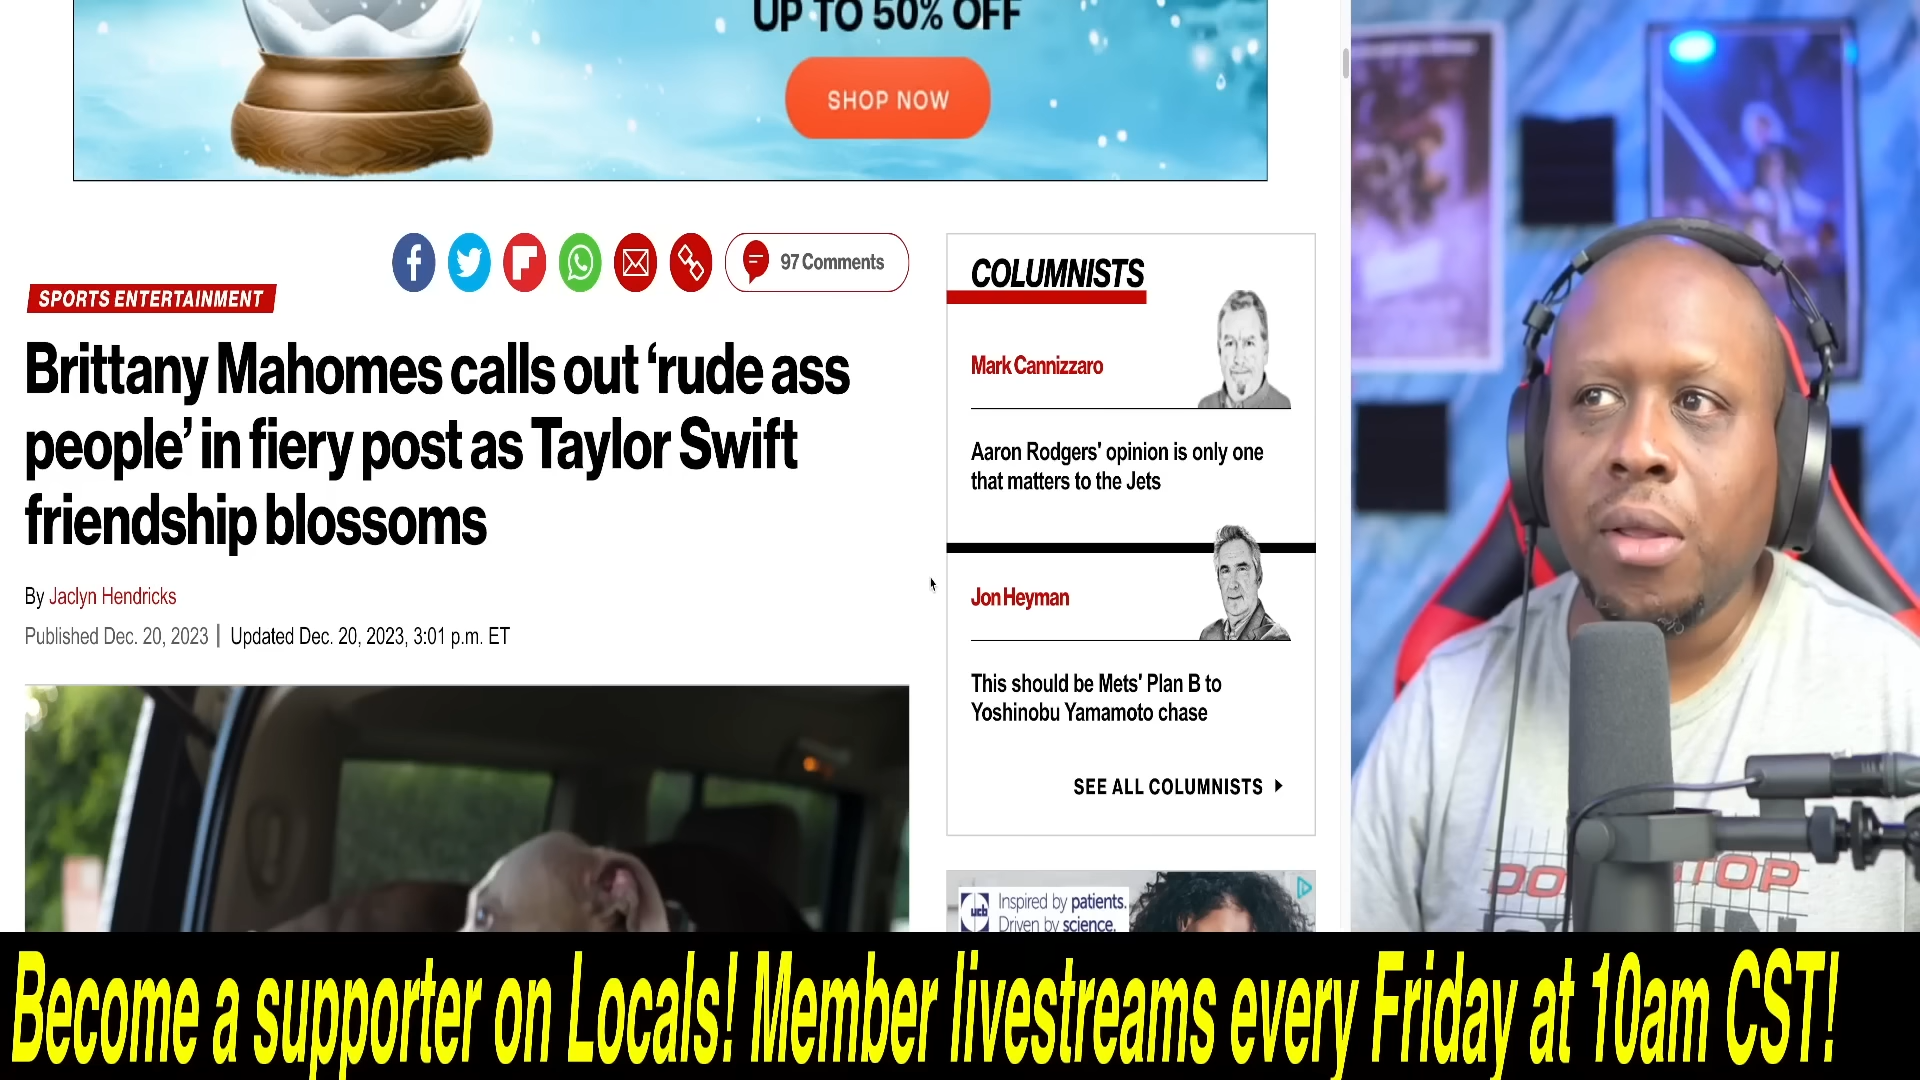 UP TO 50% OFF
SHOP NOW
97 Comments
SPORTS ENTERTAINMENT
Brittany Mahomes calls out ‘rude ass
people’ in fiery post as Taylor Swift
friendship blossoms
By Jaclyn Hendricks
Published Dec. 20, 2023 | Updated Dec. 20, 2023, 3:01 p.m. ET
COLUMNISTS
Mark Cannizzaro
Aaron Rodgers' opinion is only one
that matters to the Jets
Jon Heyman
This should be Mets' Plan B to
Yoshinobu Yamamoto chase
SEE ALL COLUMNISTS
ucb
Inspired by patients.
Driven by science.
Become a supporter on Locals! Member livestreams every Friday at 10am CST!